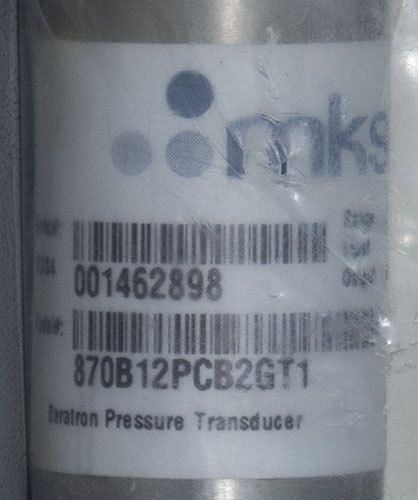 mks
001462898
870B12PCB2GT1
Baratron Pressure Transducer